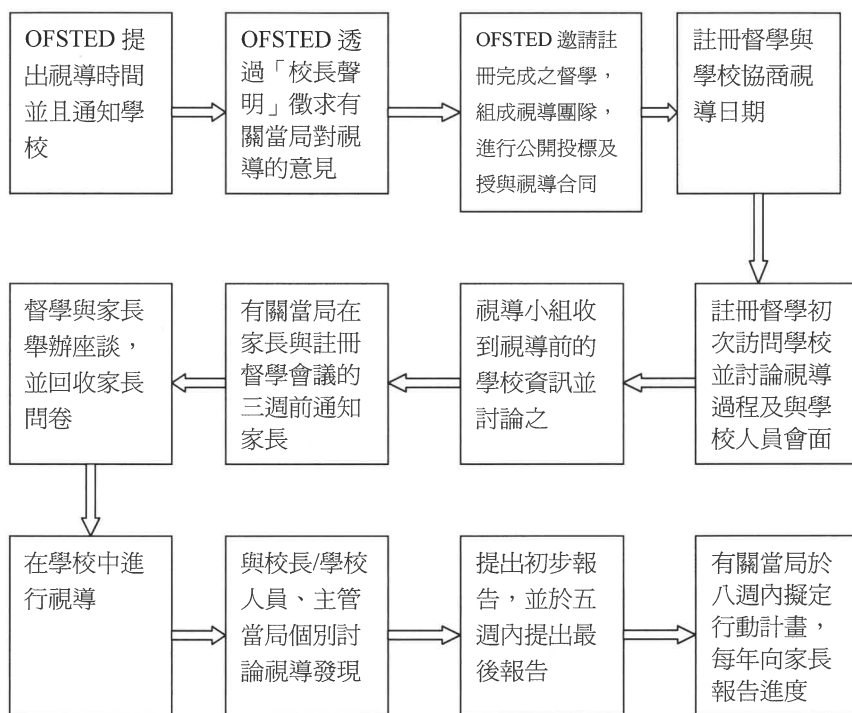 OFSTED 提
出視導時間
並且通知學
校
OFSTED 透
過「校長聲
明」徵求有
關當局對視
導的意見
OFSTED 邀請註
冊完成之督學，
組成視導團隊，
進行公開投標及
授與視導合同
註冊督學與
學校協商視
導日期
註冊督學初
次訪問學校
並討論視導
過程及與學
校人員會面
視導小組收
到視導前的
學校資訊並
討論之
有關當局在
家長與註冊
督學會議的
三週前通知
家長
督學與家長
舉辦座談，
並回收家長
問卷
在學校中進
行視導
與校長/學校
人員、主管
當局個別討
論視導發現
提出初步報
告，並於五
週內提出最
後報告
有關當局於
八週內擬定
行動計畫，
每年向家長
報告進度